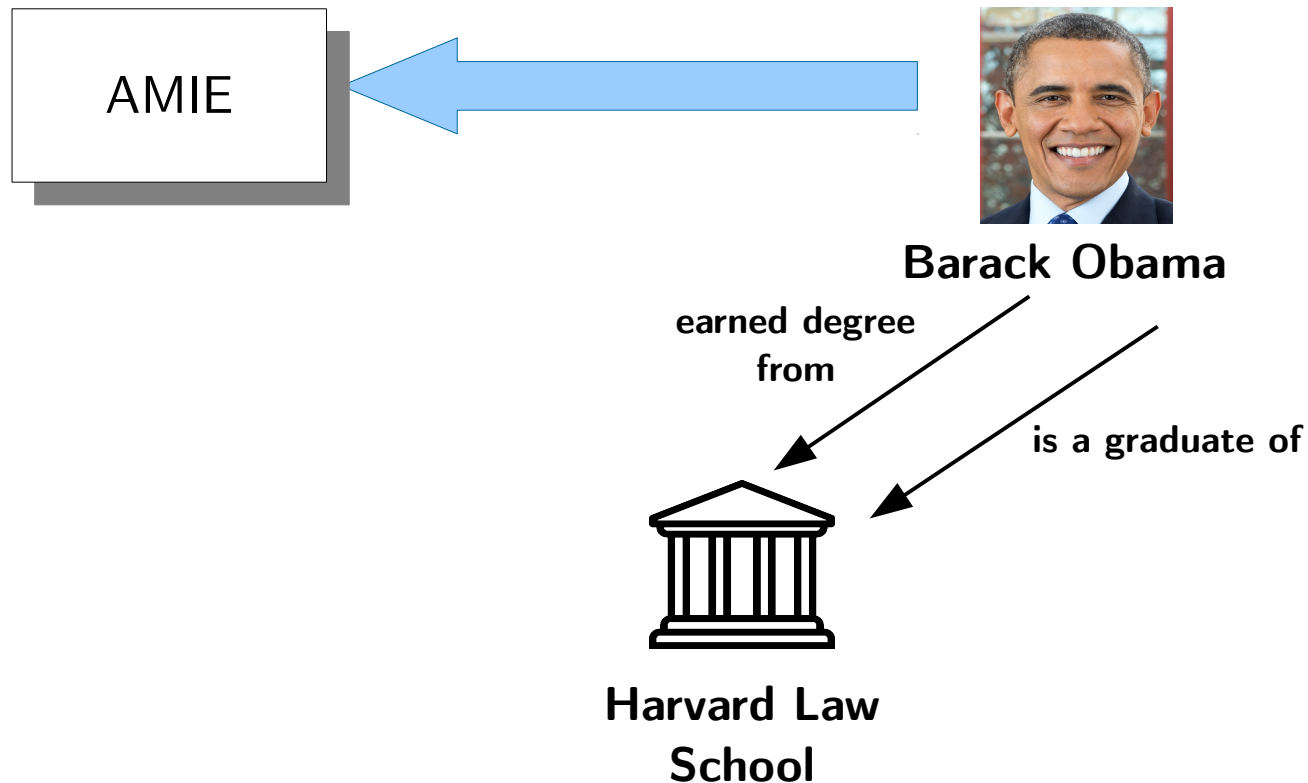 AMIE
Barack Obama
earned degree
from
is a graduate of
Harvard Law
School